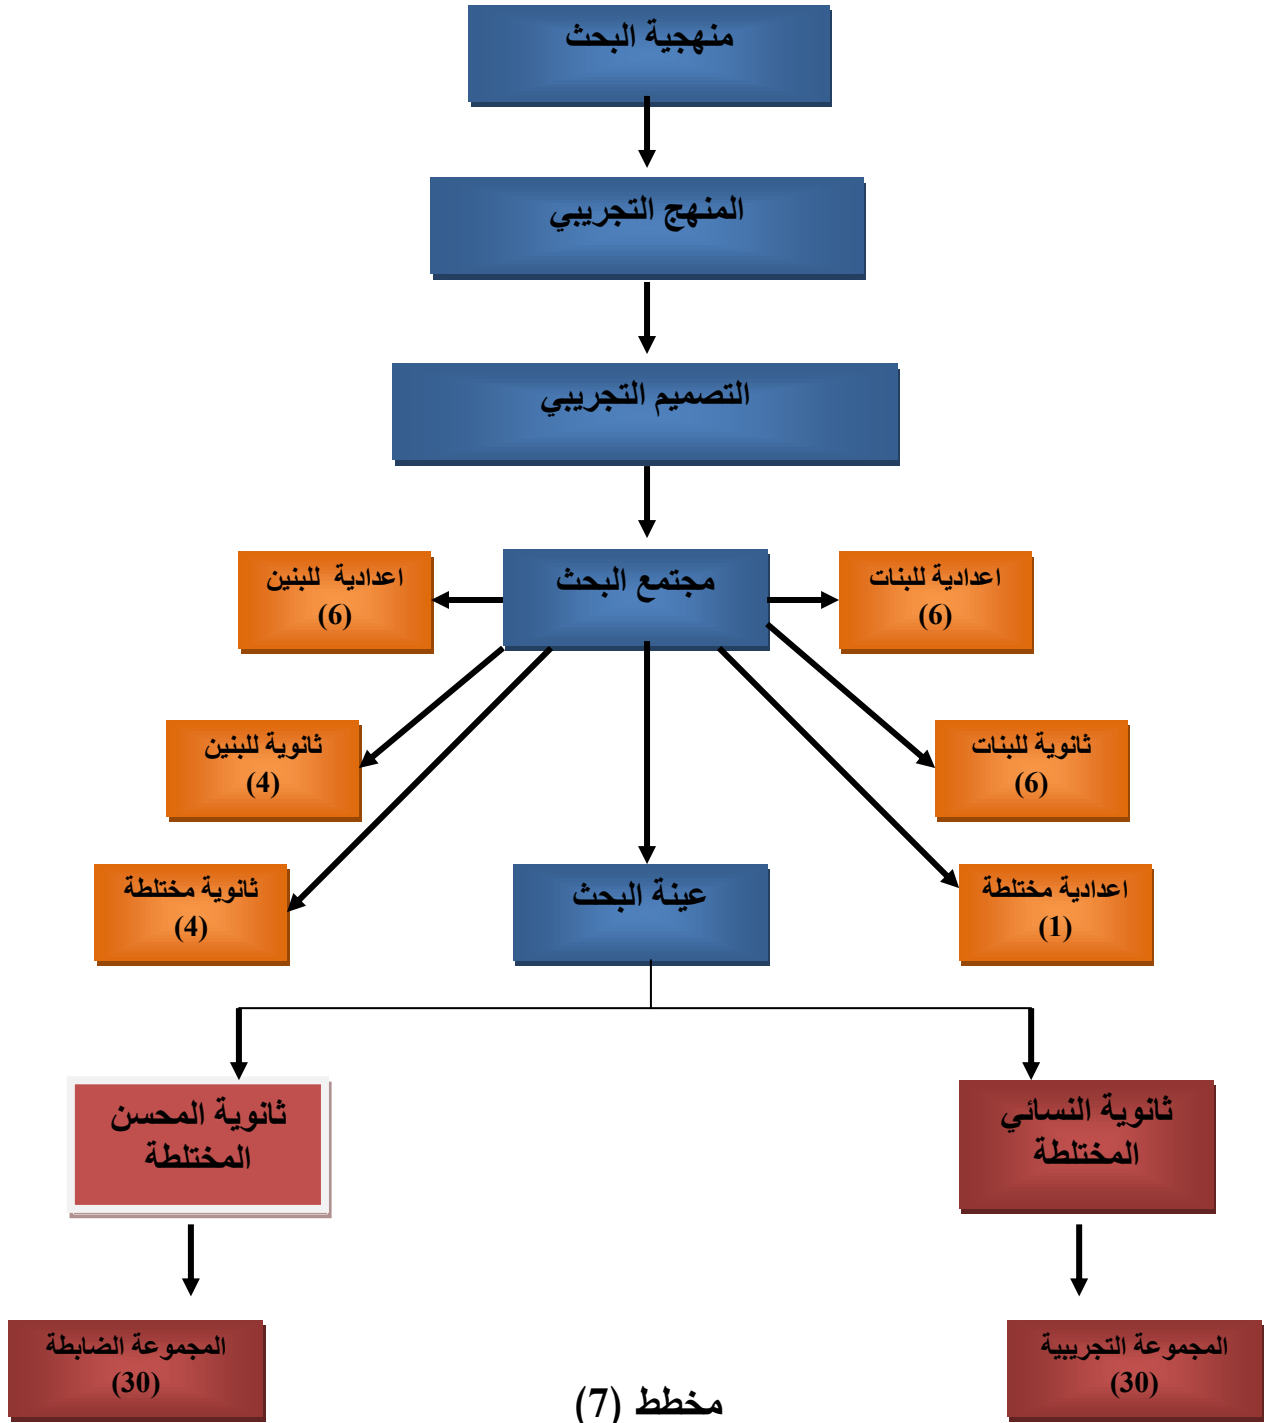 منهجية البحث
المنهج التجريبي
التصميم التجريبي
مجتمع البحث
اعدادية للبنات
(6)
اعدادية للبنين
(6)
ثانوية للبنات
(6)
ثانوية للبنين
(4)
اعدادية مختلطة
(1)
عينة البحث
ثانوية مختلطة
(4)
ثانوية النسائي
المختلطة
ثانوية المحسن
المختلطة
المجموعة التجريبية
(30)
المجموعة الضابطة
(30)
مخطط (7)